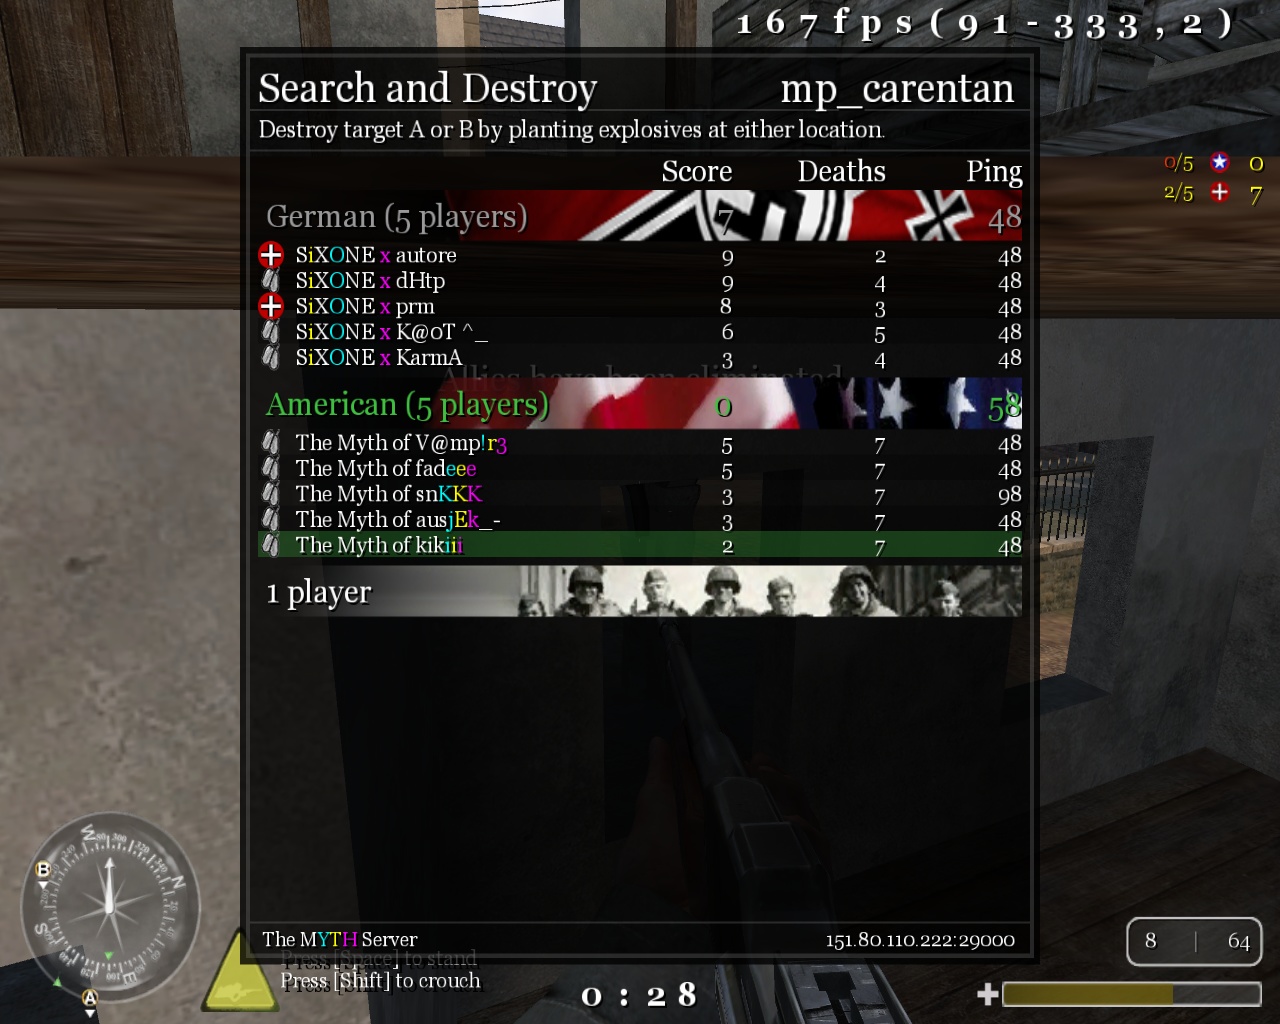 167fps(91-333,2)
Search and Destroy mp_carentan
Destroy target A or B by planting explosives at either location.
Score Deaths Ping
0/5 0
2/5 7
German (5 players) 7 48
SiXONE x autore 9 2 48
SiXONE x dHtp 9 4 48
SiXONE x prm 8 3 48
SiXONE x K@oT ^_ 6 5 48
SiXONE x KarmA 3 4 48
Allies have been eliminated
American (5 players) 0 58
The Myth of V@mp!r3 5 7 48
The Myth of fadeee 5 7 48
The Myth of snKKK 3 7 98
The Myth of ausjEk_- 3 7 48
The Myth of kikiii 2 7 48
1 player
B
A
The MYTH Server 151.80.110.222:29000
Press [Space] to stand
Press [Shift] to crouch
0:28
8 | 64